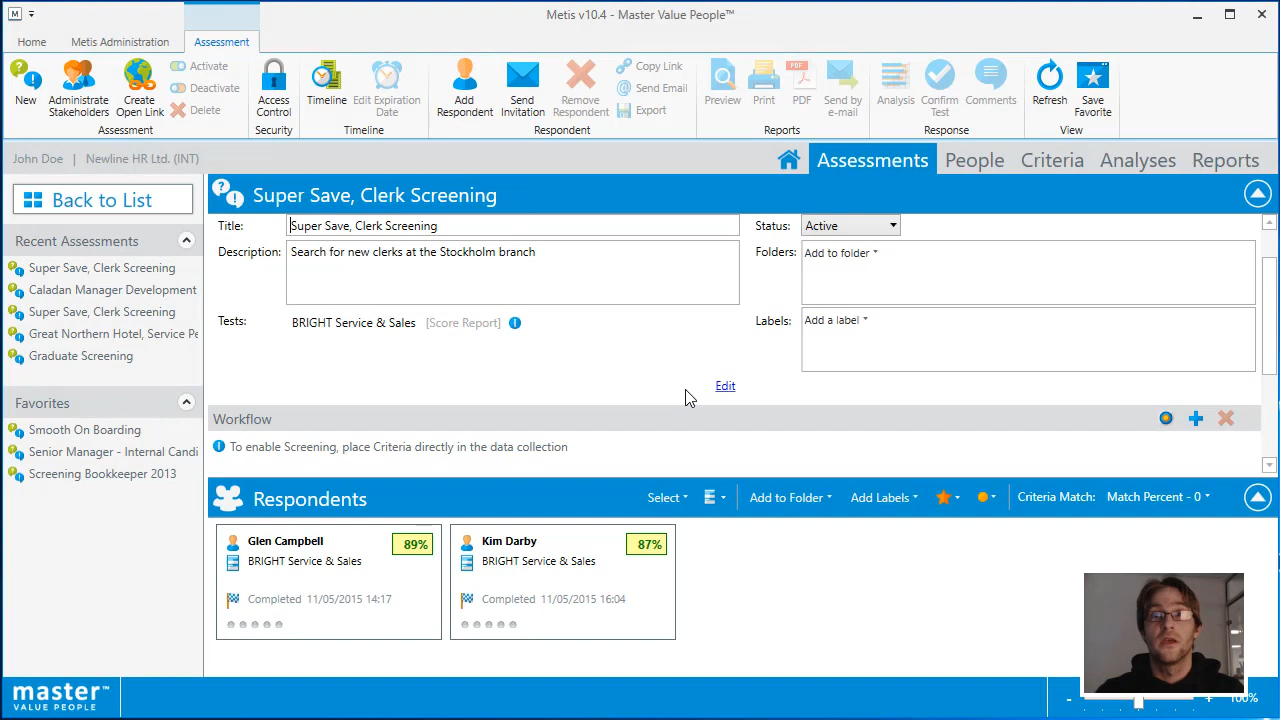 Metis v10.4 - Master Value People™
Home Metis Administration Assessment
New
Administrate Stakeholders
Create Open Link
Activate
Deactivate
Delete
Assessment
Access Control
Security
Timeline
Edit Expiration Date
Timeline
Add Respondent
Send Invitation
Remove Respondent
Copy Link
Send Email
Export
Respondent
Preview
Print
PDF
Send by e-mail
Reports
Analysis
Confirm Test
Comments
Response
Refresh
Save Favorite
View
John Doe | Newline HR Ltd. (INT)
Assessments People Criteria Analyses Reports
Back to List
Recent Assessments
Super Save, Clerk Screening
Caladan Manager Development
Super Save, Clerk Screening
Great Northern Hotel, Service Pe
Graduate Screening
Favorites
Smooth On Boarding
Senior Manager - Internal Candi
Screening Bookkeeper 2013
Super Save, Clerk Screening
Title: Super Save, Clerk Screening
Status: Active
Description: Search for new clerks at the Stockholm branch
Folders: Add to folder
Tests: BRIGHT Service & Sales [Score Report]
Labels: Add a label
Edit
Workflow
To enable Screening, place Criteria directly in the data collection
Respondents
Select Add to Folder Add Labels Criteria Match: Match Percent - 0
Glen Campbell 89%
BRIGHT Service & Sales
Completed 11/05/2015 14:17
Kim Darby 87%
BRIGHT Service & Sales
Completed 11/05/2015 16:04
master™
VALUE PEOPLE
- + 100%